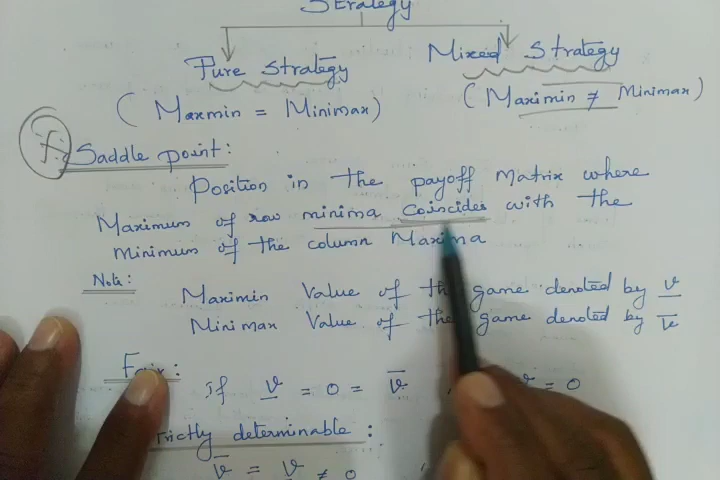 Strategy
Pure Strategy Mixed Strategy
(Maxmin = Minimax) (Maximin ≠ Minimax)
f. Saddle point:
Position in the payoff Matrix where
Maximum of row minima Coincides with the
minimum of the column Maxima
Note: Maximin Value of the game denoted by v̲
Minimax Value of the game denoted by v̅
Fair:
If v̲ = 0 = v̅ = 0
trictly determinable:
v̅ = v̲ ≠ 0